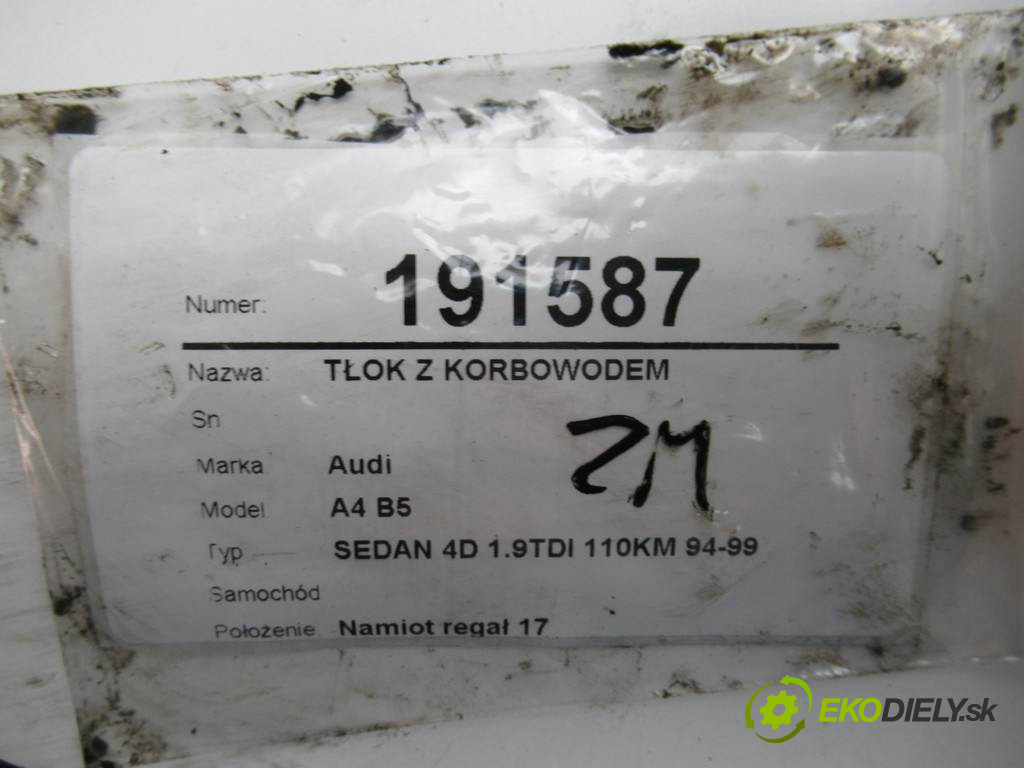 Numer: 191587
Nazwa: TŁOK Z KORBOWODEM
Sn
ZM
Marka Audi
Model A4 B5
Typ SEDAN 4D 1.9TDI 110KM 94-99
Samochód
Położenie Namiot regał 17
EKODIELY.sk